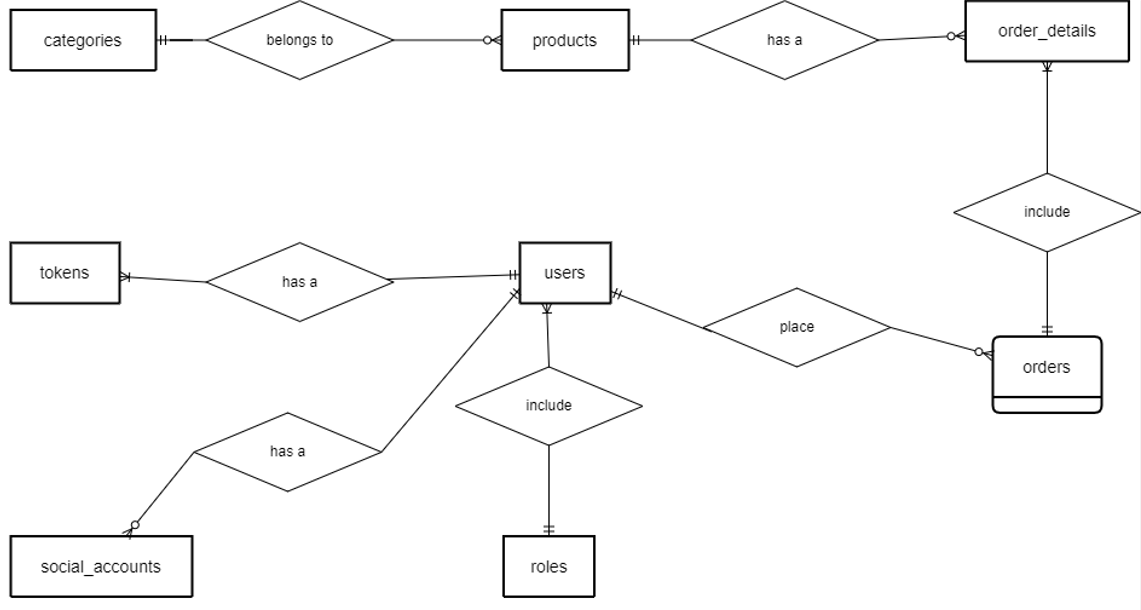 categories
belongs to
products
has a
order_details
include
tokens
has a
users
place
orders
has a
include
social_accounts
roles